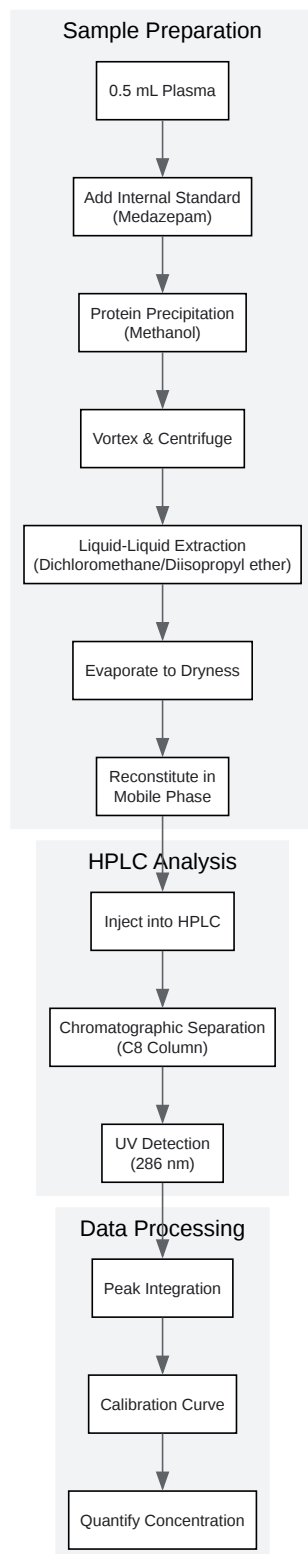 Sample Preparation
0.5 mL Plasma
Add Internal Standard
(Medazepam)
Protein Precipitation
(Methanol)
Vortex & Centrifuge
Liquid-Liquid Extraction
(Dichloromethane/Diisopropyl ether)
Evaporate to Dryness
Reconstitute in
Mobile Phase
HPLC Analysis
Inject into HPLC
Chromatographic Separation
(C8 Column)
UV Detection
(286 nm)
Data Processing
Peak Integration
Calibration Curve
Quantify Concentration